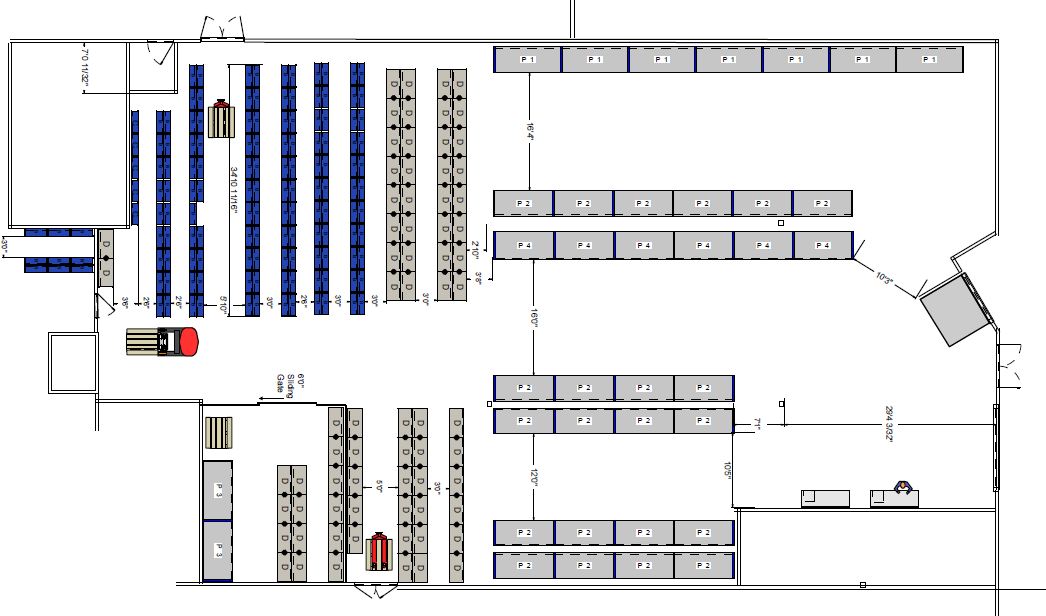 7'0 11/32"
P 1 P 1 P 1 P 1 P 1 P 1 P 1
16'4"
34'10 11/16"
P 2 P 2 P 2 P 2 P 2 P 2
P 4 P 4 P 4 P 4 P 4 P 4
3'0"
2'10"
3'8"
10'3"
3'6"
2'6"
2'6"
5'10"
3'0"
2'6"
3'0"
3'0"
3'0"
16'0"
6'0"
Sliding
Gate
P 2 P 2 P 2 P 2
P 2 P 2 P 2 P 2
7'1"
29'4 3/32"
P 3
5'0"
3'0"
12'0"
10'5"
P 3
P 2 P 2 P 2 P 2
P 2 P 2 P 2 P 2